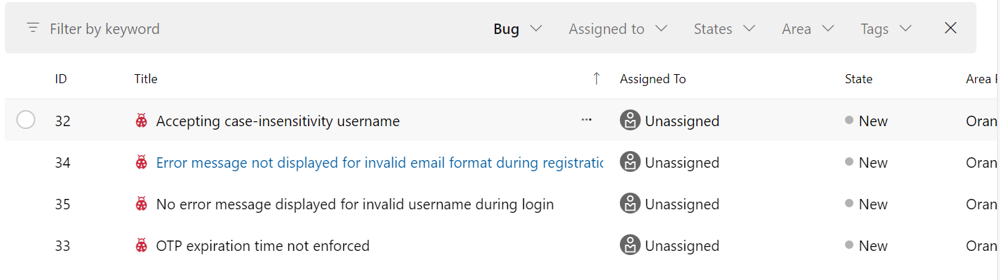 Filter by keyword Bug Assigned to States Area Tags
ID Title Assigned To State Area
32 Accepting case-insensitivity username Unassigned New Oran
34 Error message not displayed for invalid email format during registratio Unassigned New Oran
35 No error message displayed for invalid username during login Unassigned New Oran
33 OTP expiration time not enforced Unassigned New Oran